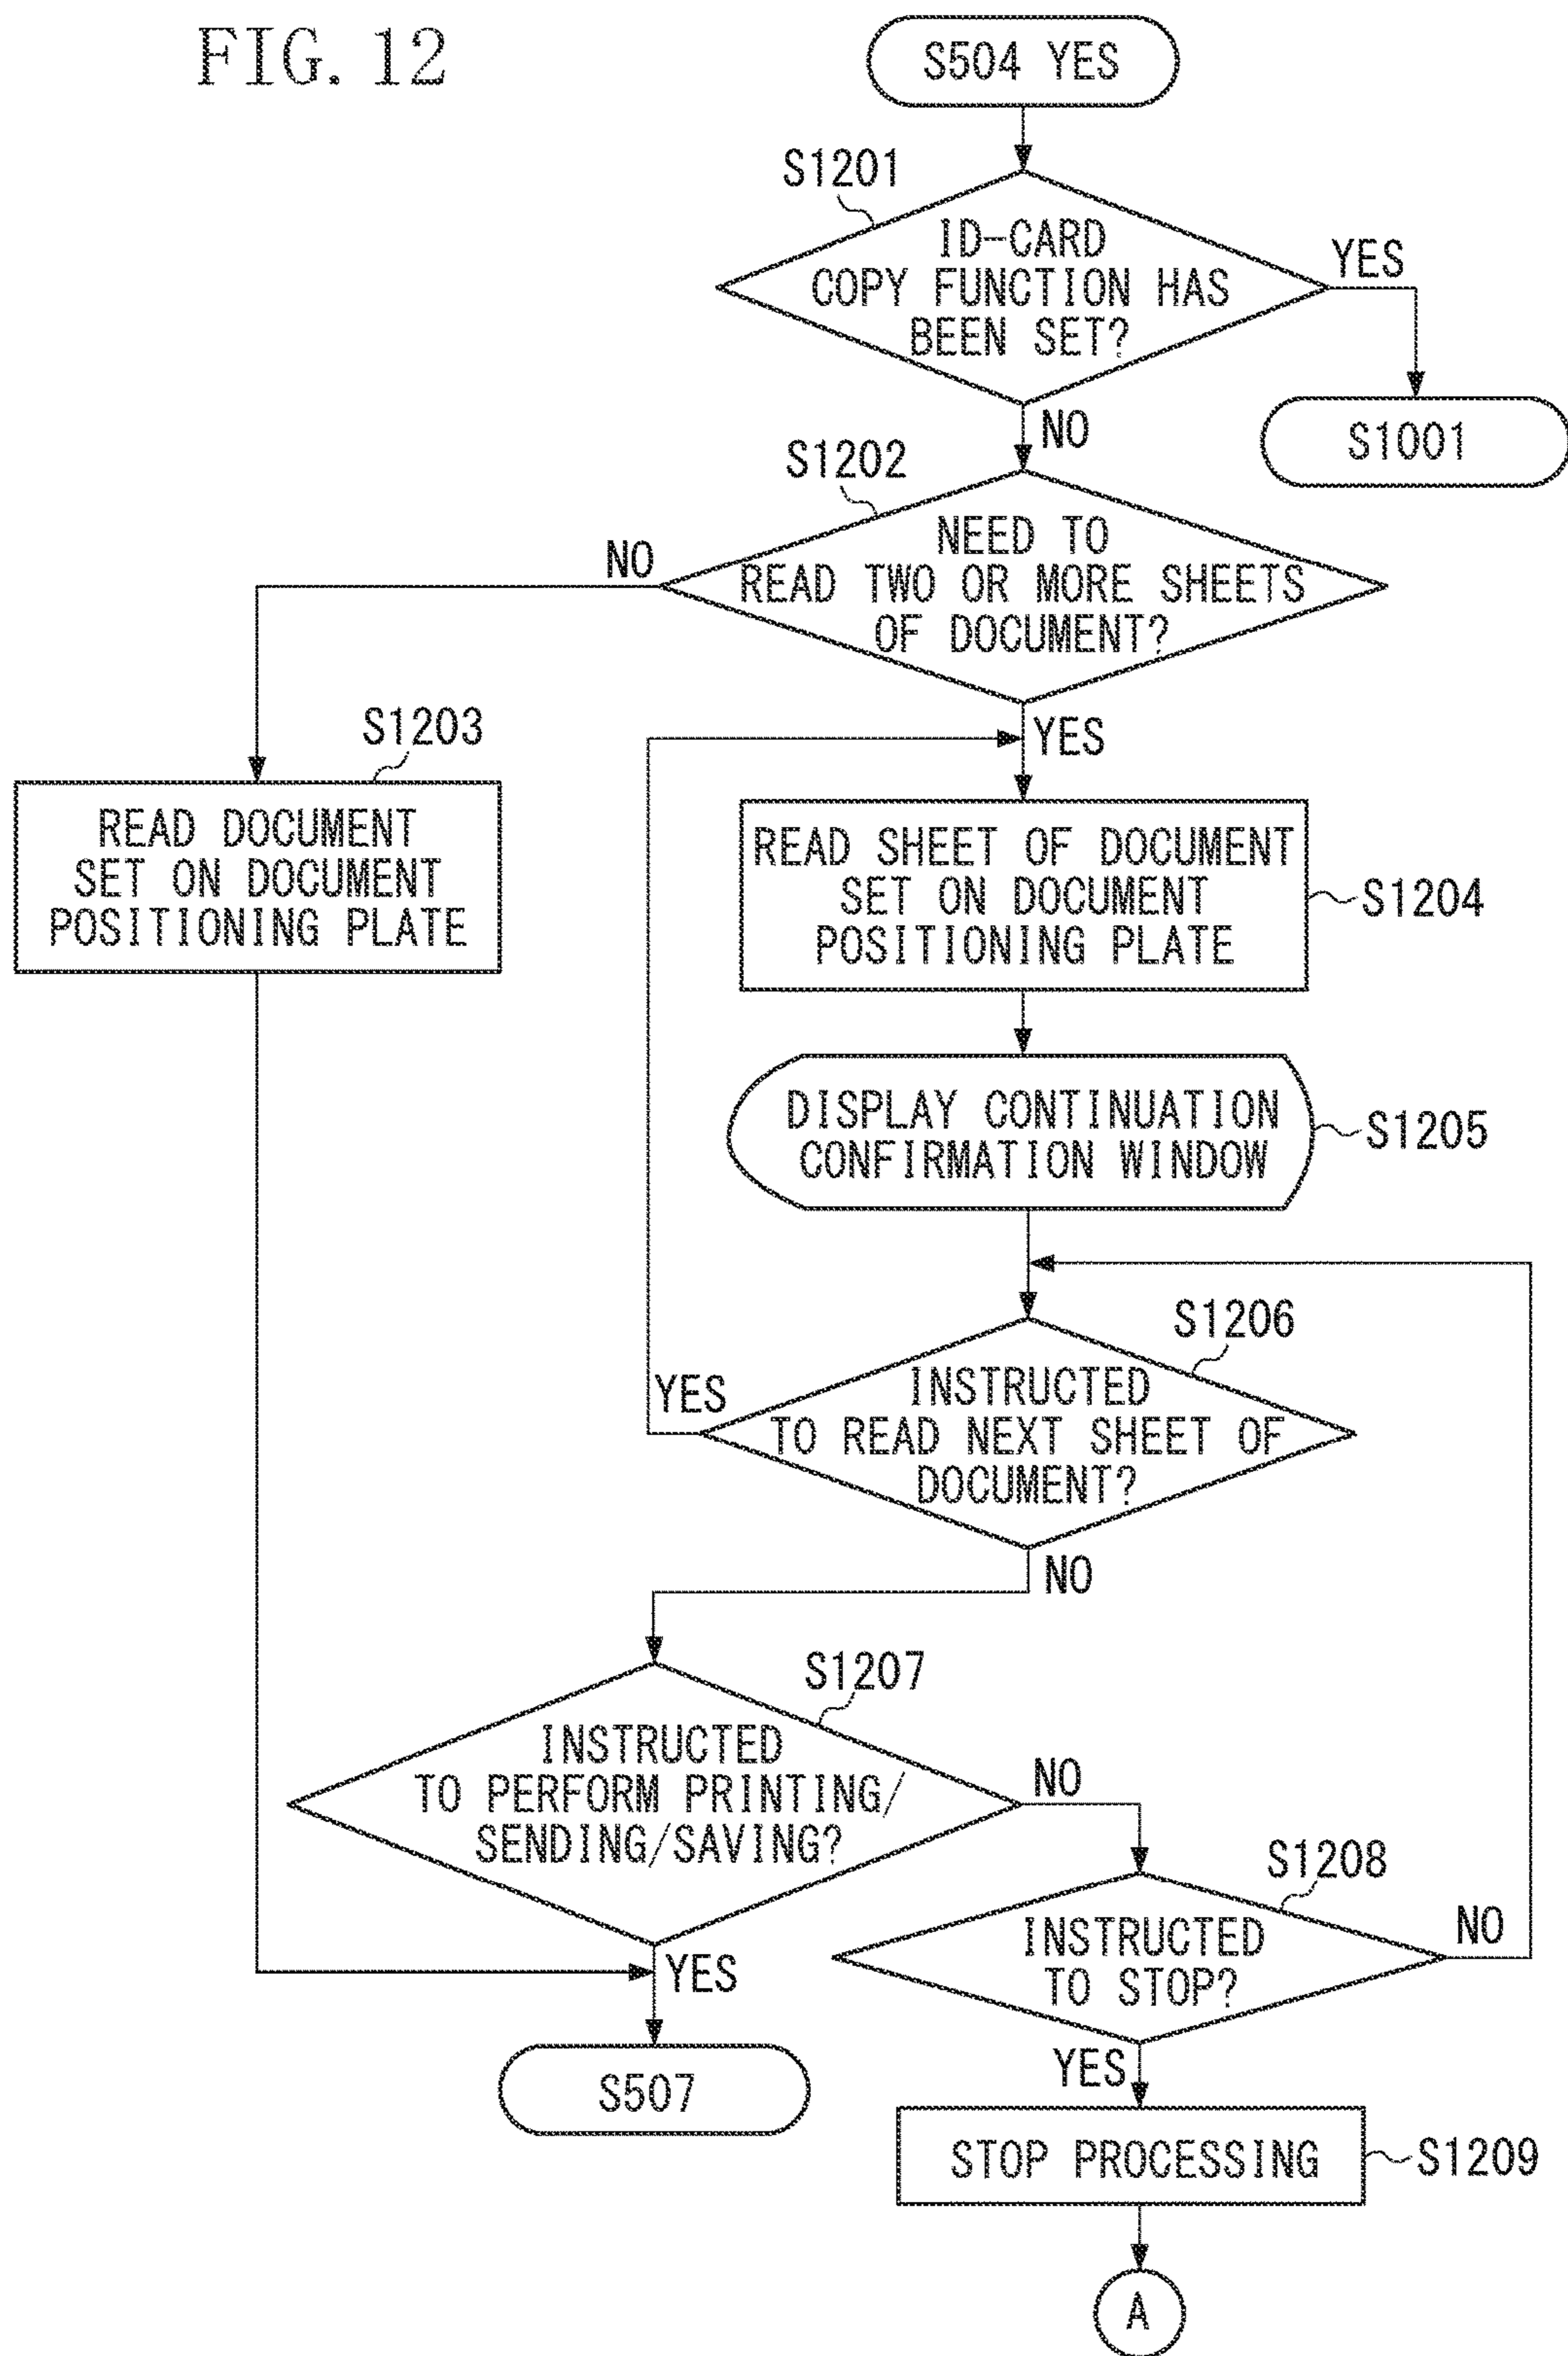 FIG. 12
S504 YES
S1201
ID-CARD
COPY FUNCTION HAS
BEEN SET?
YES
S1001
NO
S1202
NEED TO
READ TWO OR MORE SHEETS
OF DOCUMENT?
NO
YES
S1203
READ DOCUMENT
SET ON DOCUMENT
POSITIONING PLATE
READ SHEET OF DOCUMENT
SET ON DOCUMENT
POSITIONING PLATE
S1204
DISPLAY CONTINUATION
CONFIRMATION WINDOW
S1205
S1206
INSTRUCTED
TO READ NEXT SHEET OF
DOCUMENT?
YES
NO
S1207
INSTRUCTED
TO PERFORM PRINTING/
SENDING/SAVING?
NO
YES
S507
S1208
INSTRUCTED
TO STOP?
NO
YES
STOP PROCESSING
S1209
A